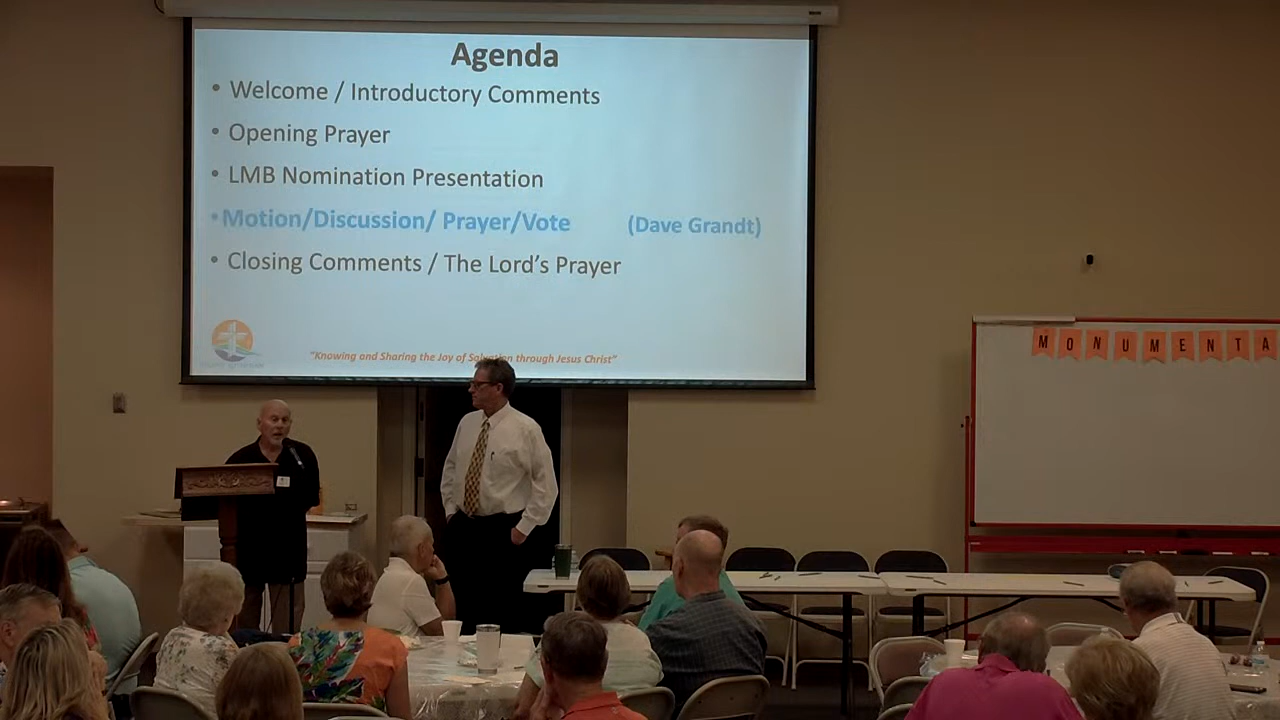 Agenda
• Welcome / Introductory Comments
• Opening Prayer
• LMB Nomination Presentation
• Motion/Discussion/ Prayer/Vote (Dave Grandt)
• Closing Comments / The Lord's Prayer
"Knowing and Sharing the Joy of Salvation through Jesus Christ"
MONUMENTA